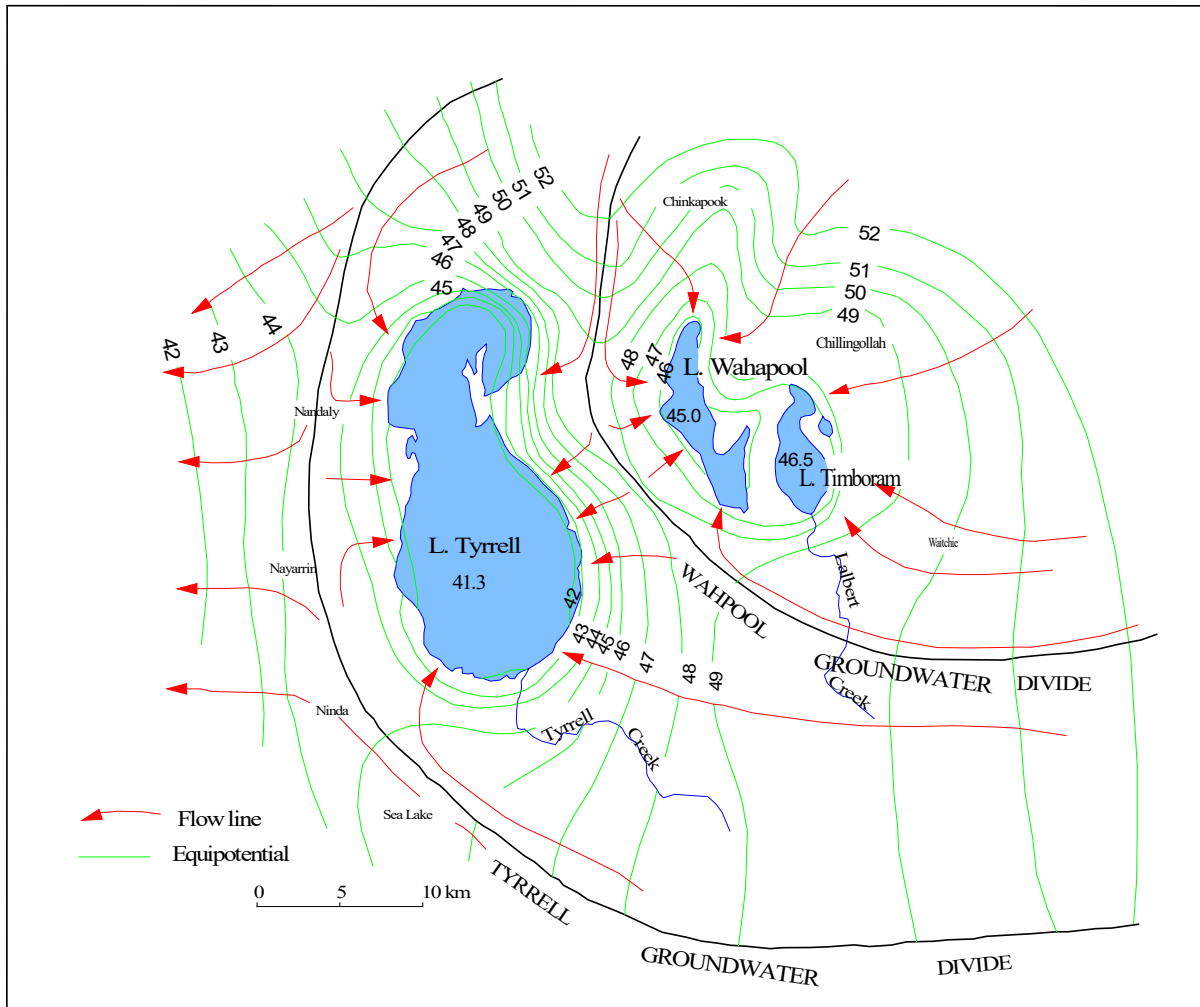 52
51
50
49
48
47
46
45
Chinkapook
52
51
50
49
Chillingollah
44
43
42
48
47
46
L. Wahapool
45.0
46.5
L. Timboram
Nandaly
Waitchie
L. Tyrrell
41.3
Nayarrin
42
43
44
45
46
47
48
49
WAHPOOL
GROUNDWATER
DIVIDE
Lalbert
Creek
Ninda
Tyrrell
Creek
Sea Lake
Flow line
Equipotential
0 5 10 km
TYRRELL
GROUNDWATER
DIVIDE